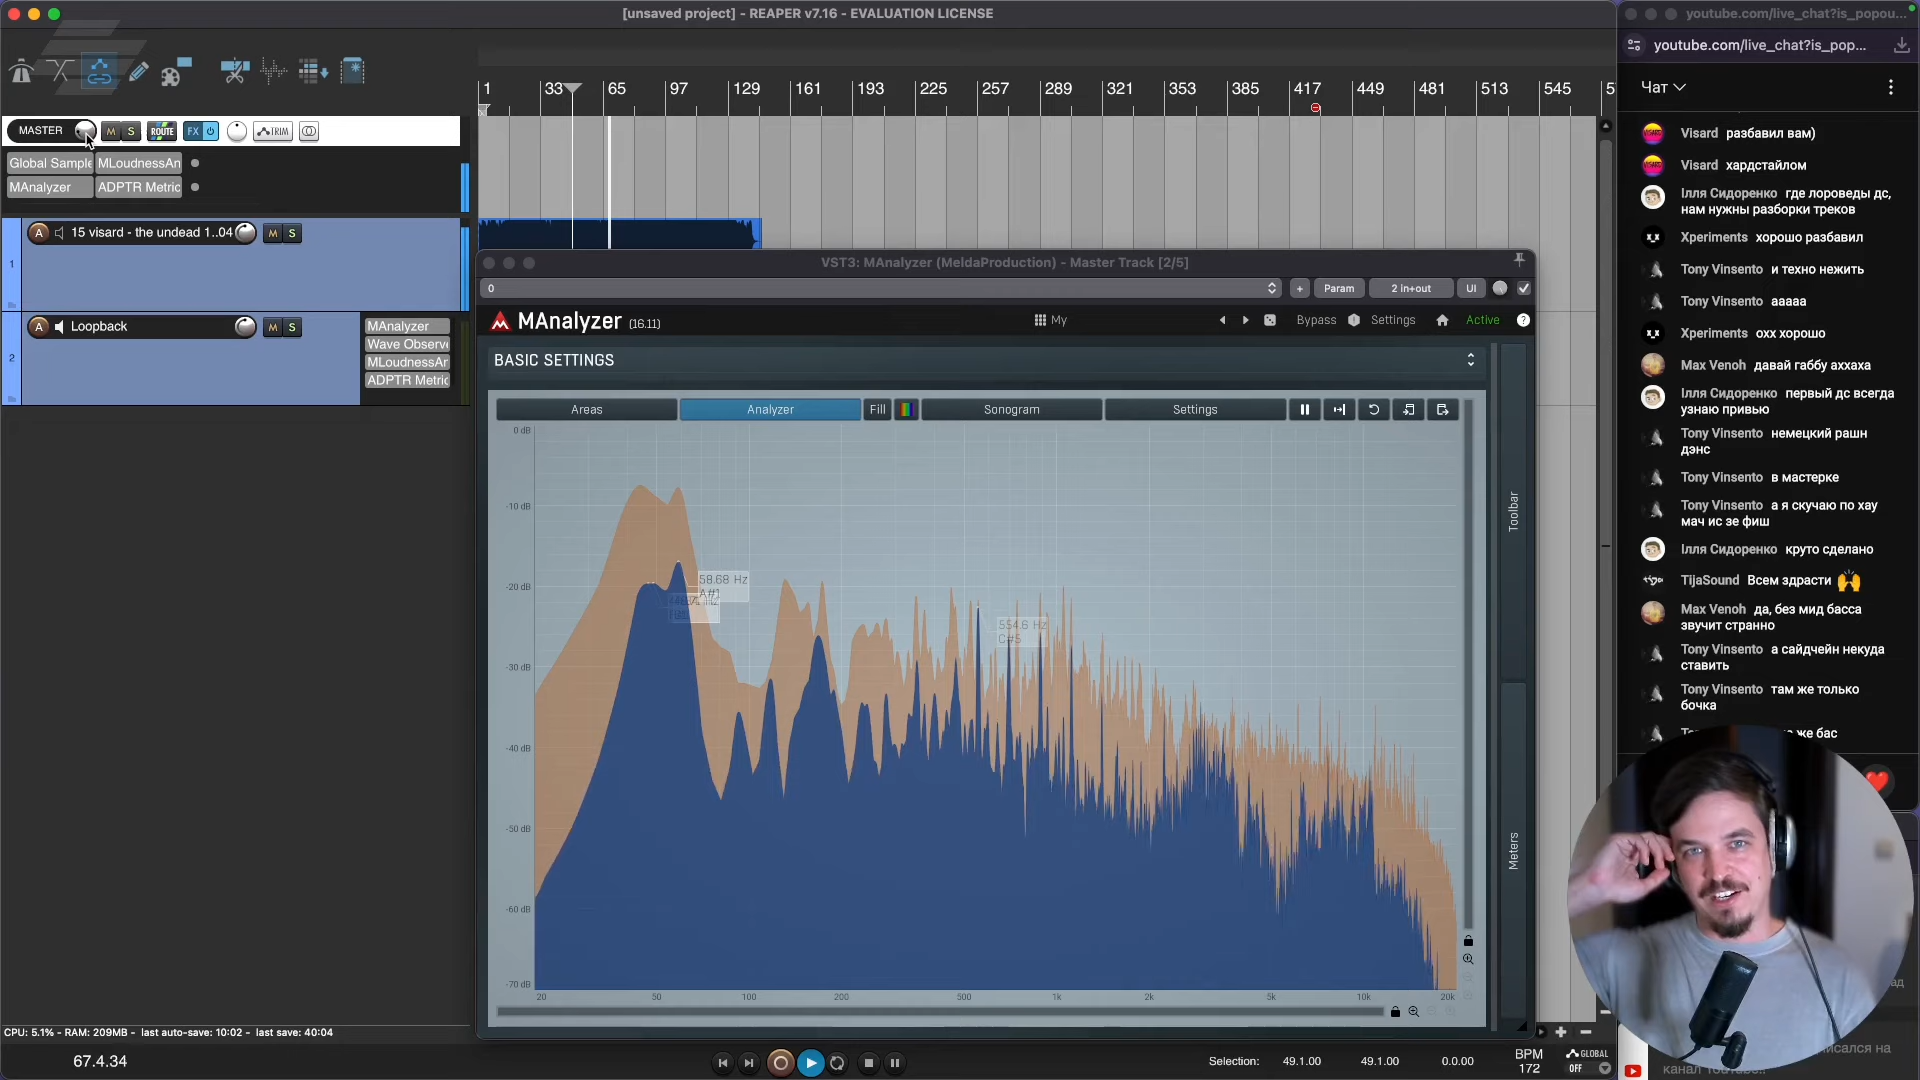 [unsaved project] - REAPER v7.16 - EVALUATION LICENSE
youtube.com/live_chat?is_popou...
youtube.com/live_chat?is_pop...
Чат
1 33 65 97 129 161 193 225 257 289 321 353 385 417 449 481 513 545 5
MASTER M S ROUTE FX TRIM
Global Sample MLoudnessAn
MAnalyzer ADPTR Metric
1
A 15 visard - the undead 1..04 M S
2
A Loopback M S
MAnalyzer
Wave Observe
MLoudnessAn
ADPTR Metric
VST3: MAnalyzer (MeldaProduction) - Master Track [2/5]
0 + Param 2 in+out UI
MAnalyzer (16.11) My Bypass Settings Active ?
BASIC SETTINGS
Areas Analyzer Fill Sonogram Settings
0 dB
-10 dB
-20 dB
-30 dB
-40 dB
-50 dB
-60 dB
-70 dB
58.68 Hz
A#1
554.6 Hz
C#5
20 50 100 200 500 1k 2k 5k 10k 20k
Toolbar
Meters
Visard разбавил вам)
Visard хардстайлом
Ілля Сидоренко где лороведы дс,
нам нужны разборки треков
Xperiments хорошо разбавил
Tony Vinsento и техно нежить
Tony Vinsento ааааа
Xperiments охх хорошо
Max Venoh давай габбу аххаха
Ілля Сидоренко первый дс всегда
узнаю привью
Tony Vinsento немецкий рашн
дэнс
Tony Vinsento в мастерке
Tony Vinsento а я скучаю по хау
мач ис зе фиш
Ілля Сидоренко круто сделано
TijaSound Всем здрасти 🙌
Max Venoh да, без мид басса
звучит странно
Tony Vinsento а сайдчейн некуда
ставить
Tony Vinsento там же только
бочка
же бас
CPU: 5.1% - RAM: 209MB - last auto-save: 10:02 - last save: 40:04
67.4.34
Selection: 49.1.00 49.1.00 0.0.00
BPM
172
GLOBAL
OFF